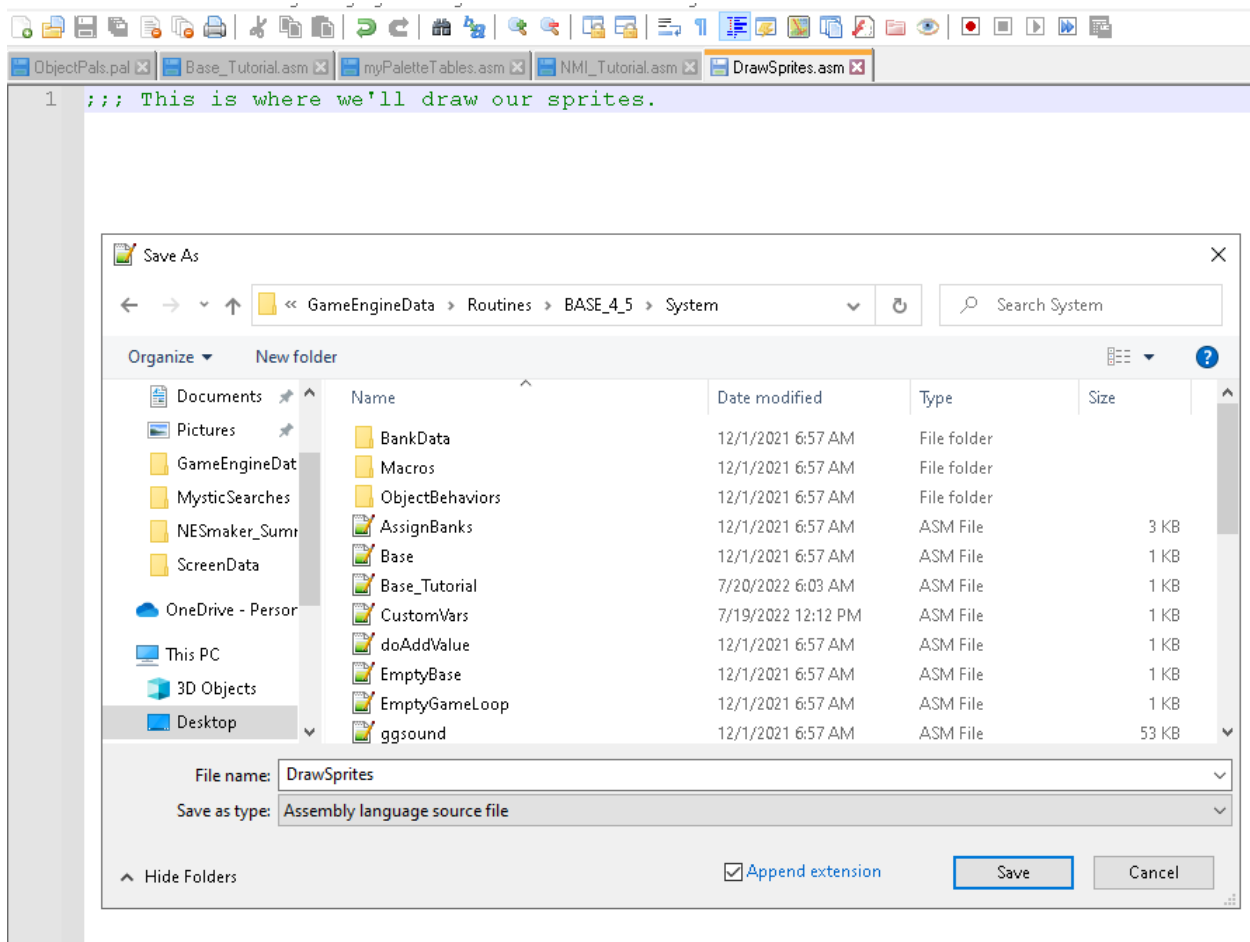 ObjectPals.pal Base_Tutorial.asm myPaletteTables.asm NMI_Tutorial.asm DrawSprites.asm
1 ;;; This is where we'll draw our sprites.
Save As
« GameEngineData > Routines > BASE_4_5 > System Search System
Organize New folder
Name Date modified Type Size
Documents
Pictures
GameEngineDat
MysticSearches
NESmaker_Sumr
ScreenData
OneDrive - Person
This PC
3D Objects
Desktop
BankData 12/1/2021 6:57 AM File folder
Macros 12/1/2021 6:57 AM File folder
ObjectBehaviors 12/1/2021 6:57 AM File folder
AssignBanks 12/1/2021 6:57 AM ASM File 3 KB
Base 12/1/2021 6:57 AM ASM File 1 KB
Base_Tutorial 7/20/2022 6:03 AM ASM File 1 KB
CustomVars 7/19/2022 12:12 PM ASM File 1 KB
doAddValue 12/1/2021 6:57 AM ASM File 1 KB
EmptyBase 12/1/2021 6:57 AM ASM File 1 KB
EmptyGameLoop 12/1/2021 6:57 AM ASM File 1 KB
ggsound 12/1/2021 6:57 AM ASM File 53 KB
File name: DrawSprites
Save as type: Assembly language source file
Hide Folders Append extension Save Cancel